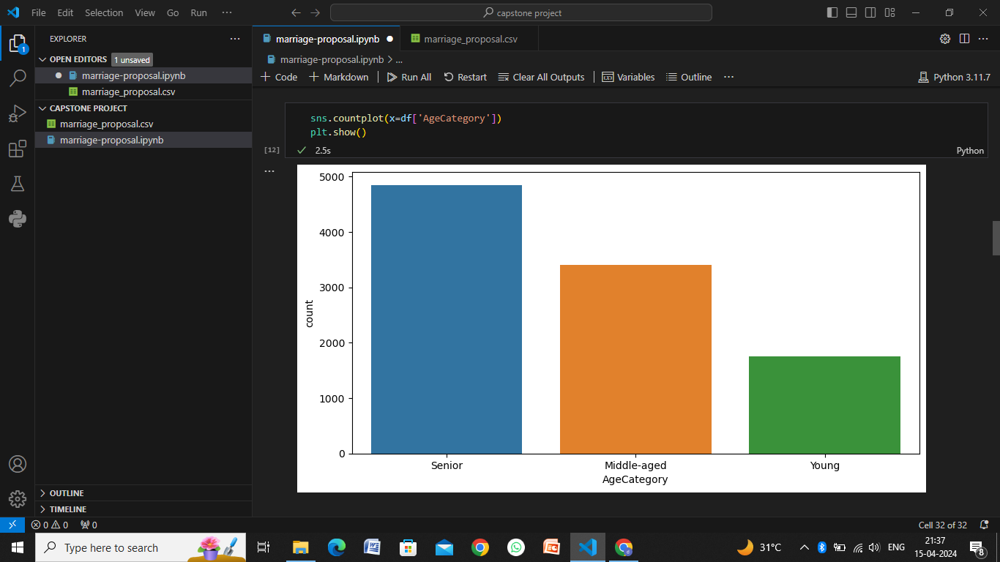 File Edit Selection View Go Run ...
capstone project
EXPLORER
OPEN EDITORS 1 unsaved
marriage-proposal.ipynb
marriage_proposal.csv
CAPSTONE PROJECT
marriage_proposal.csv
marriage-proposal.ipynb
OUTLINE
TIMELINE
1
marriage-proposal.ipynb
marriage_proposal.csv
marriage-proposal.ipynb > ...
+ Code + Markdown | Run All Restart Clear All Outputs | Variables Outline ...
Python 3.11.7
sns.countplot(x=df['AgeCategory'])
plt.show()
[12] 2.5s
Python
5000
4000
3000
2000
1000
0
count
Senior Middle-aged Young
AgeCategory
0 0 0
Cell 32 of 32
Type here to search
31°C
ENG
21:37
15-04-2024
8